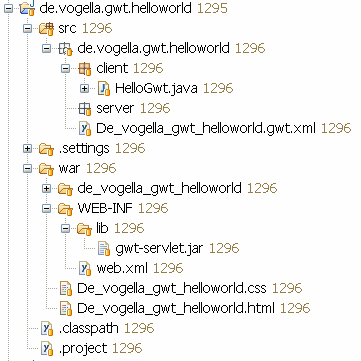 de.vogella.gwt.helloworld 1295
src 1296
de.vogella.gwt.helloworld 1296
client 1296
HelloGwt.java 1296
server 1296
De_vogella_gwt_helloworld.gwt.xml 1296
.settings 1296
war 1296
de_vogella_gwt_helloworld 1296
WEB-INF 1296
lib 1296
gwt-servlet.jar 1296
web.xml 1296
De_vogella_gwt_helloworld.css 1296
De_vogella_gwt_helloworld.html 1296
.classpath 1296
.project 1296